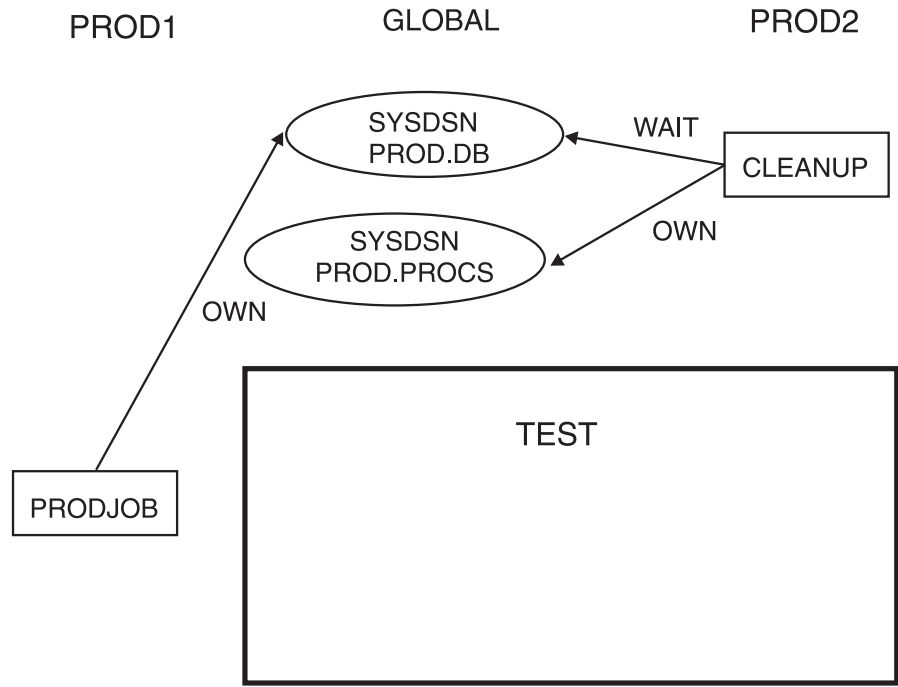 PROD1
GLOBAL
PROD2
SYSDSN
PROD.DB
WAIT
CLEANUP
SYSDSN
PROD.PROCS
OWN
OWN
TEST
PRODJOB